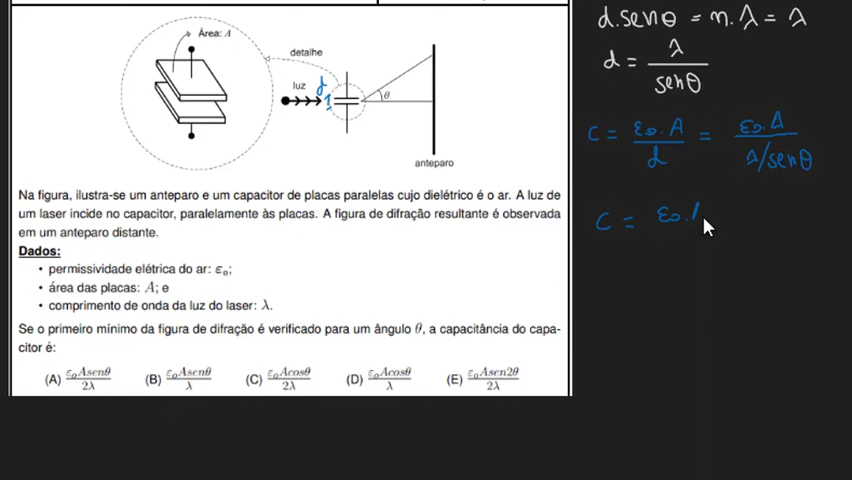 Área: A
detalhe
luz
d
θ
anteparo
Na figura, ilustra-se um anteparo e um capacitor de placas paralelas cujo dielétrico é o ar. A luz de
um laser incide no capacitor, paralelamente às placas. A figura de difração resultante é observada
em um anteparo distante.
Dados:
• permissividade elétrica do ar: ε₀;
• área das placas: A; e
• comprimento de onda da luz do laser: λ.
Se o primeiro mínimo da figura de difração é verificado para um ângulo θ, a capacitância do capa-
citor é:
(A) ε₀Asenθ/2λ (B) ε₀Asenθ/λ (C) ε₀Acosθ/2λ (D) ε₀Acosθ/λ (E) ε₀Asen2θ/2λ
d.senθ = n.λ = λ
d = λ/senθ
C = ε₀.A/d = ε₀.A/λ/senθ
C = ε₀.